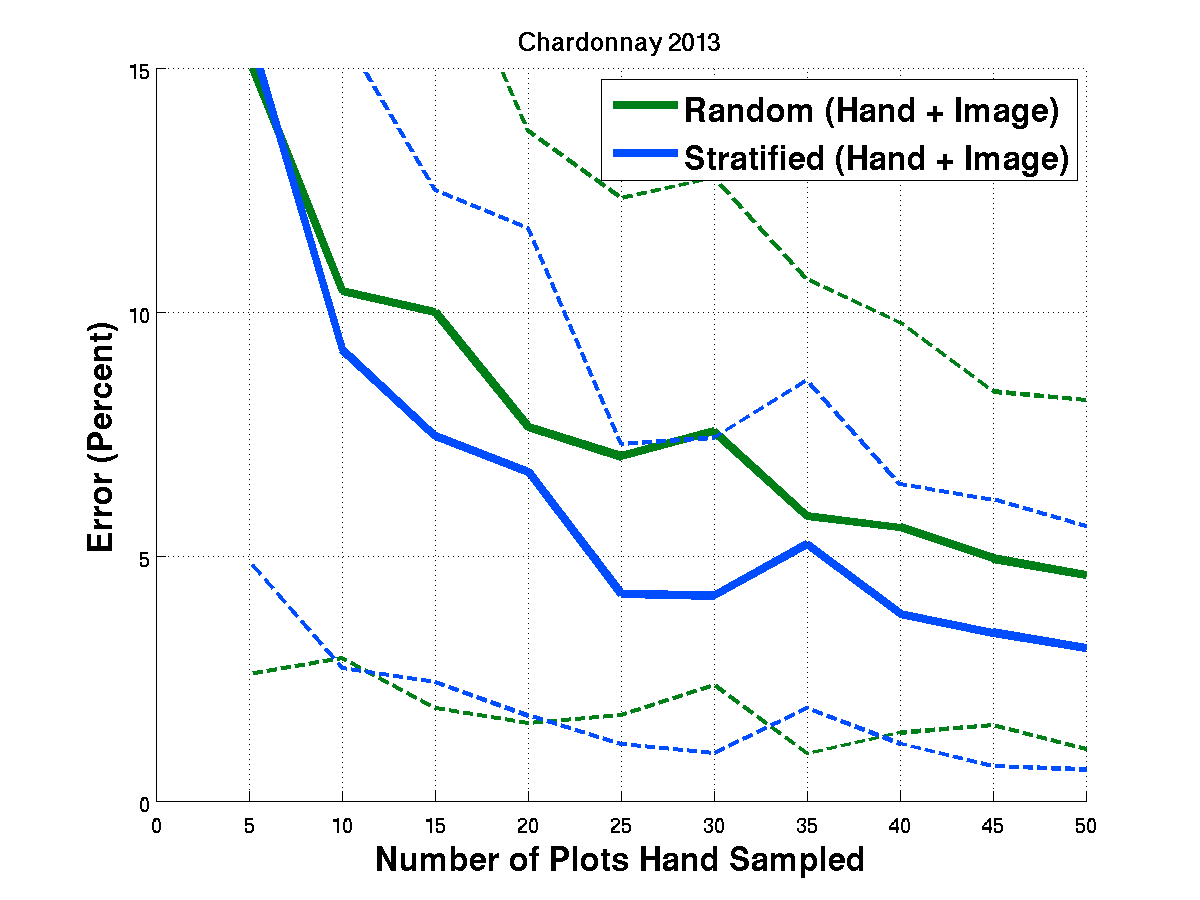 Chardonnay 2013
Random (Hand + Image)
Stratified (Hand + Image)
Error (Percent)
15
10
5
0
0 5 10 15 20 25 30 35 40 45 50
Number of Plots Hand Sampled